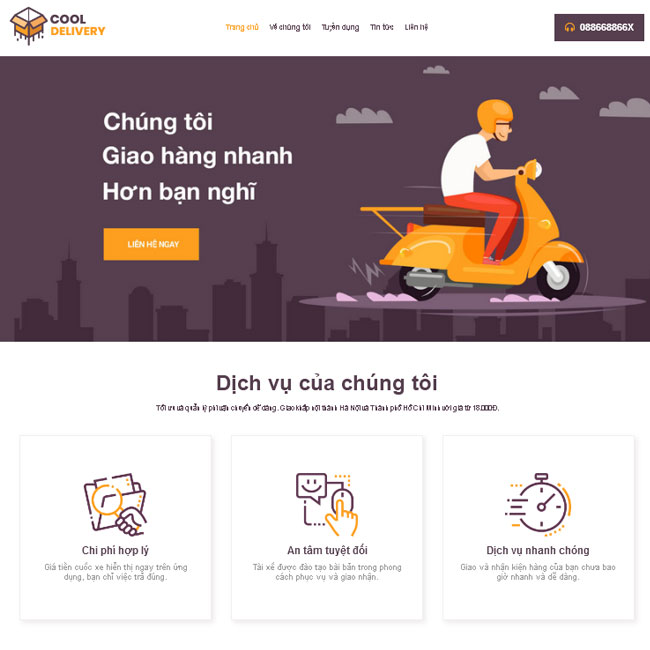 COOL
DELIVERY
Trang chủ Về chúng tôi Tuyển dụng Tin tức Liên hệ
088668866X
Chúng tôi
Giao hàng nhanh
Hơn bạn nghĩ
LIÊN HỆ NGAY
Dịch vụ của chúng tôi
Tối ưu và quản lý phí vận chuyển dễ dàng. Giao khắp nội thành Hà Nội và Thành phố Hồ Chí Minh với giá từ 18.000Đ.
Chi phí hợp lý
Giá tiền cuốc xe hiển thị ngay trên ứng
dụng, bạn chỉ việc trả đúng.
An tâm tuyệt đối
Tài xế được đào tạo bài bản trong phong
cách phục vụ và giao nhận.
Dịch vụ nhanh chóng
Giao và nhận kiện hàng của bạn chưa bao
giờ nhanh và dễ dàng.